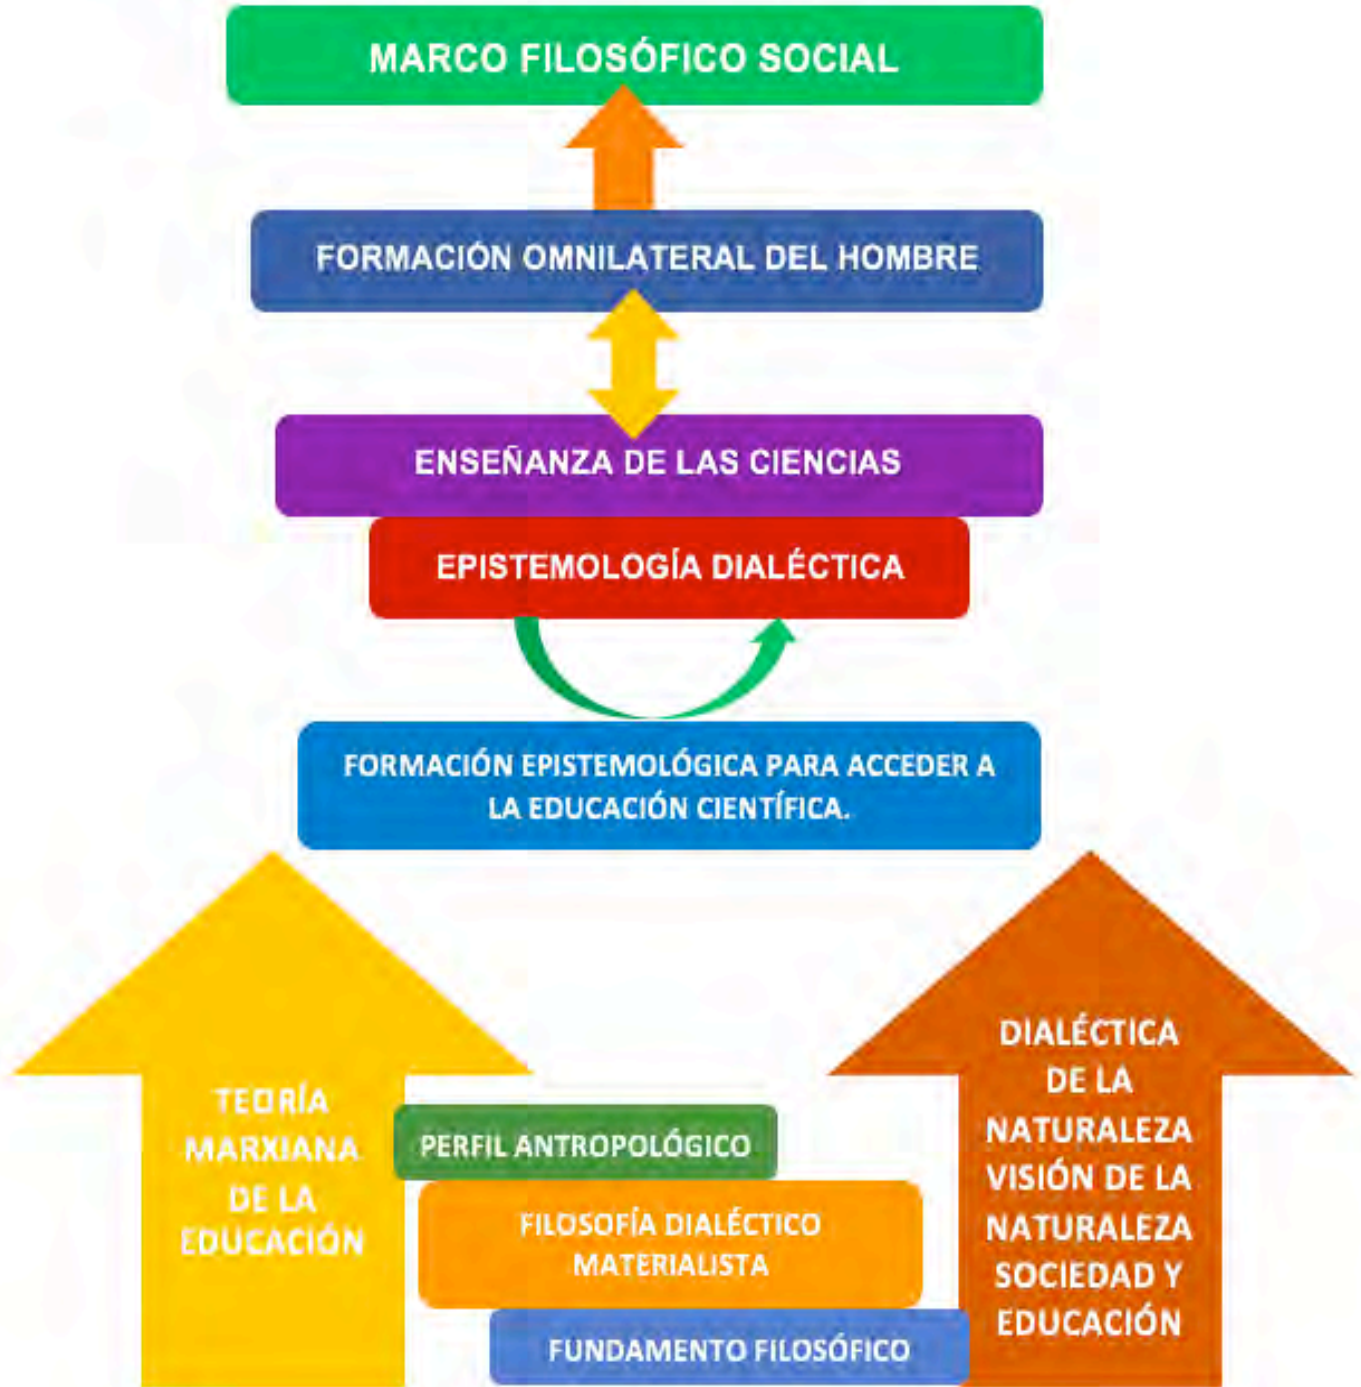 MARCO FILOSÓFICO SOCIAL
FORMACIÓN OMNILATERAL DEL HOMBRE
ENSEÑANZA DE LAS CIENCIAS
EPISTEMOLOGÍA DIALÉCTICA
FORMACIÓN EPISTEMOLÓGICA PARA ACCEDER A
LA EDUCACIÓN CIENTÍFICA.
TEORÍA
MARXIANA
DE LA
EDUCACIÓN
PERFIL ANTROPOLÓGICO
FILOSOFÍA DIALÉCTICO
MATERIALISTA
FUNDAMENTO FILOSÓFICO
DIALÉCTICA
DE LA
NATURALEZA
VISIÓN DE LA
NATURALEZA
SOCIEDAD Y
EDUCACIÓN